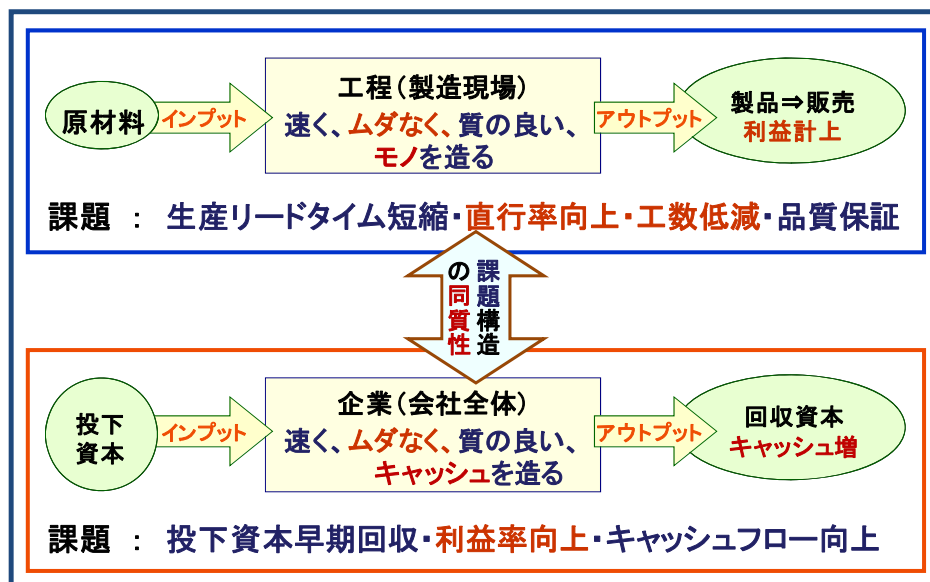 原材料
インプット
工程（製造現場）
速く、ムダなく、質の良い、
モノを造る
アウトプット
製品⇒販売
利益計上
課題 ： 生産リードタイム短縮・直行率向上・工数低減・品質保証
課題構造
の同質性
投下
資本
インプット
企業（会社全体）
速く、ムダなく、質の良い、
キャッシュを造る
アウトプット
回収資本
キャッシュ増
課題 ： 投下資本早期回収・利益率向上・キャッシュフロー向上